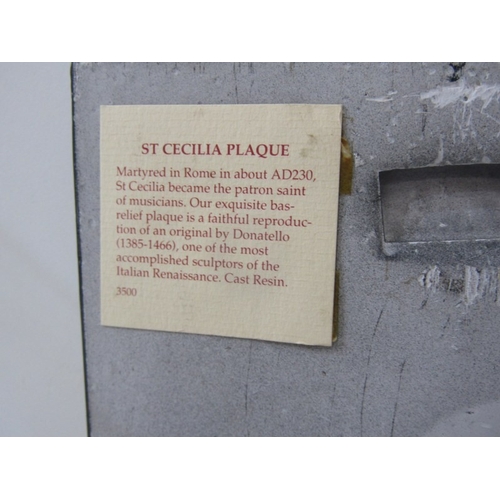 ST CECILIA PLAQUE
Martyred in Rome in about AD230,
St Cecilia became the patron saint
of musicians. Our exquisite bas-
relief plaque is a faithful reproduc-
tion of an original by Donatello
(1385-1466), one of the most
accomplished sculptors of the
Italian Renaissance. Cast Resin.
3500